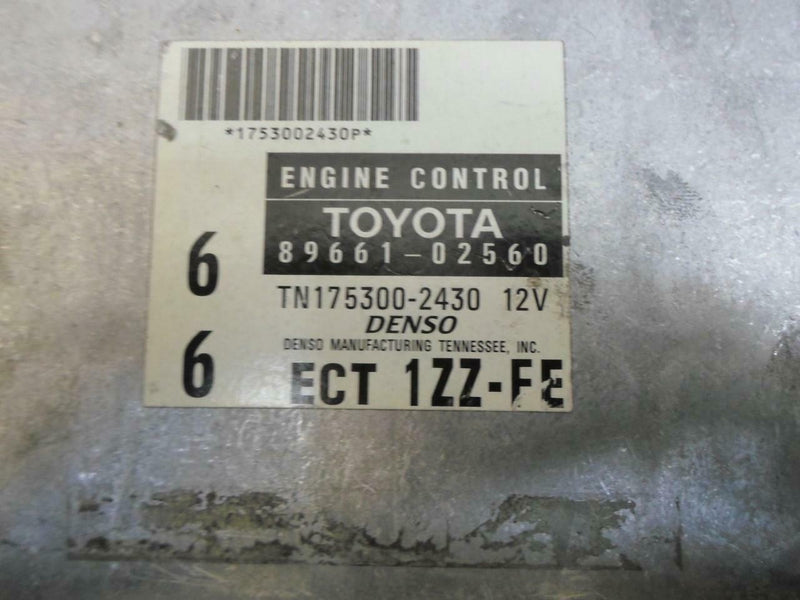 *1753002430P*
ENGINE CONTROL
TOYOTA
89661-02560
6
TN175300-2430 12V
DENSO
DENSO MANUFACTURING TENNESSEE, INC.
6
ECT 1ZZ-FE